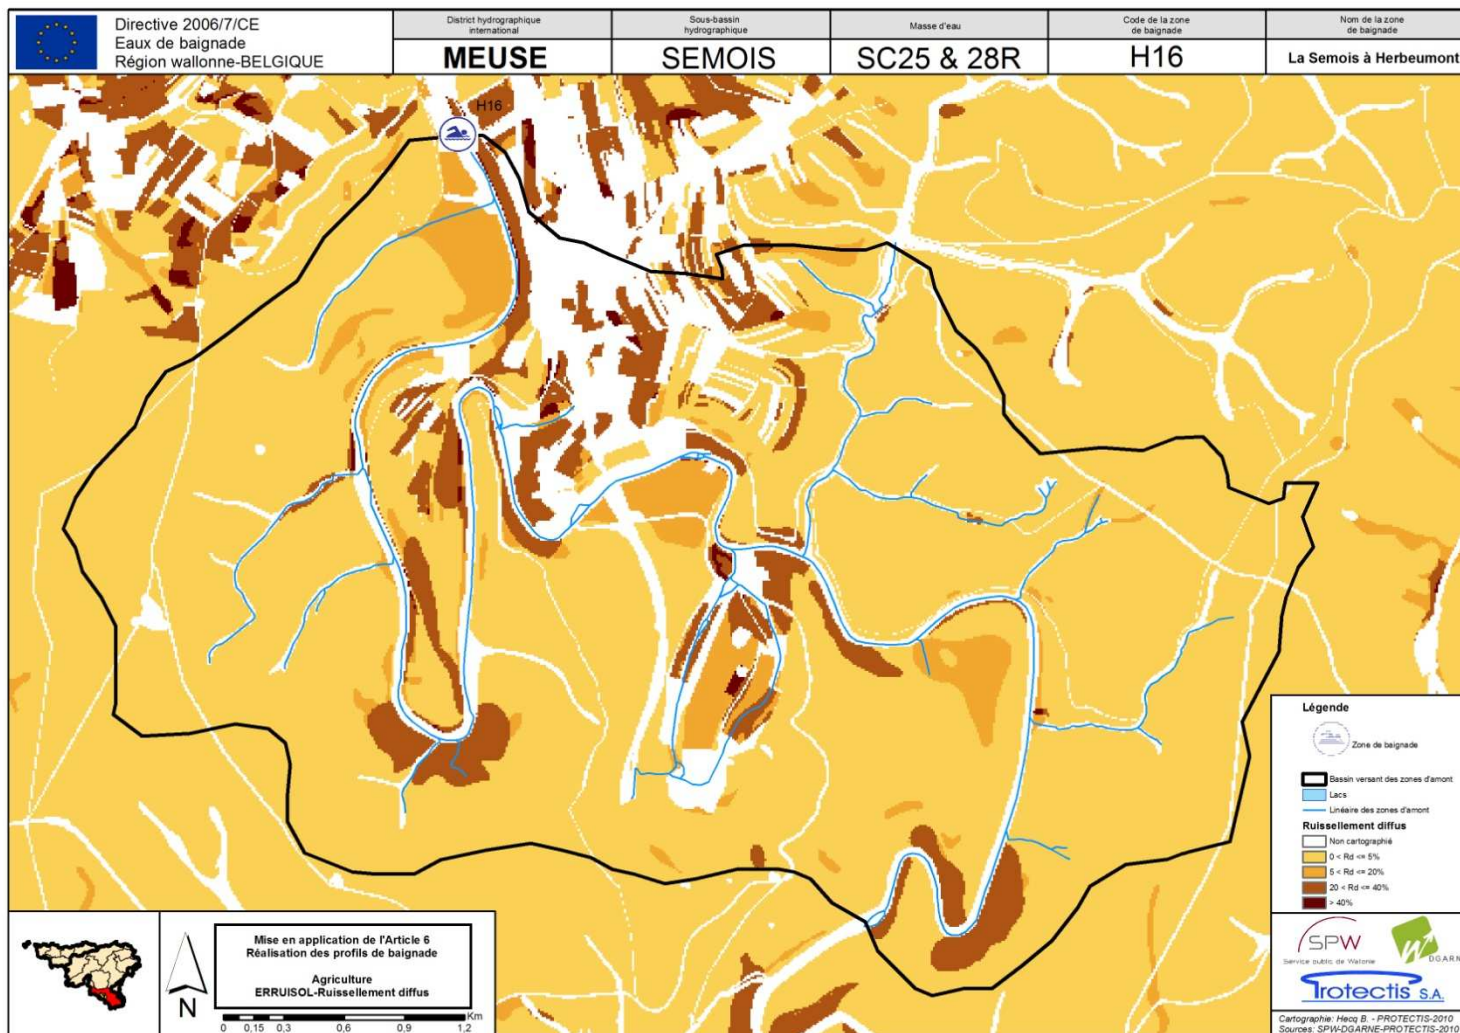 Directive 2006/7/CE
Eaux de baignade
Région wallonne-BELGIQUE
District hydrographique
international
MEUSE
Sous-bassin
hydrographique
SEMOIS
Masse d'eau
SC25 & 28R
Code de la zone
de baignade
H16
Nom de la zone
de baignade
La Semois à Herbeumont
H16
Légende
Zone de baignade
Bassin versant des zones d'amont
Lacs
Linéaire des zones d'amont
Ruissellement diffus
Non cartographié
0 < Rd <= 5%
5 < Rd <= 20%
20 < Rd <= 40%
> 40%
SPW
Service public de Wallonie
DGARNE
Protectis S.A.
Cartographie: Hecq B. - PROTECTIS-2010
Sources: SPW-DGARNE-PROTECTIS-2010
N
Mise en application de l'Article 6
Réalisation des profils de baignade
Agriculture
ERRUISOL-Ruissellement diffus
Km
0 0,15 0,3 0,6 0,9 1,2